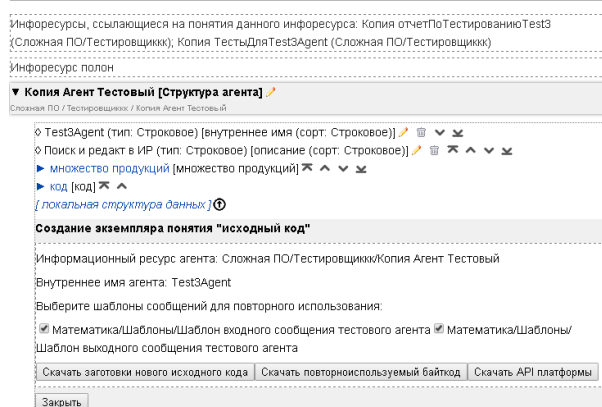 Инфоресурсы, ссылающиеся на понятия данного инфоресурса: Копия отчетПоТестированиюTest3
(Сложная ПО/Тестировщиккк); Копия ТестыДляTest3Agent (Сложная ПО/Тестировщиккк)
Инфоресурс полон
▼ Копия Агент Тестовый [Структура агента]
Сложная ПО / Тестировщиккк / Копия Агент Тестовый
◊ Test3Agent (тип: Строковое) [внутреннее имя (сорт: Строковое)]
◊ Поиск и редакт в ИР (тип: Строковое) [описание (сорт: Строковое)]
► множество продукций [множество продукций]
► код [код]
[ локальная структура данных ]
Создание экземпляра понятия "исходный код"
Информационный ресурс агента: Сложная ПО/Тестировщиккк/Копия Агент Тестовый
Внутреннее имя агента: Test3Agent
Выберите шаблоны сообщений для повторного использования:
Математика/Шаблоны/Шаблон входного сообщения тестового агента Математика/Шаблоны/
Шаблон выходного сообщения тестового агента
Скачать заготовки нового исходного кода Скачать повторноиспользуемый байткод Скачать API платформы
Закрыть